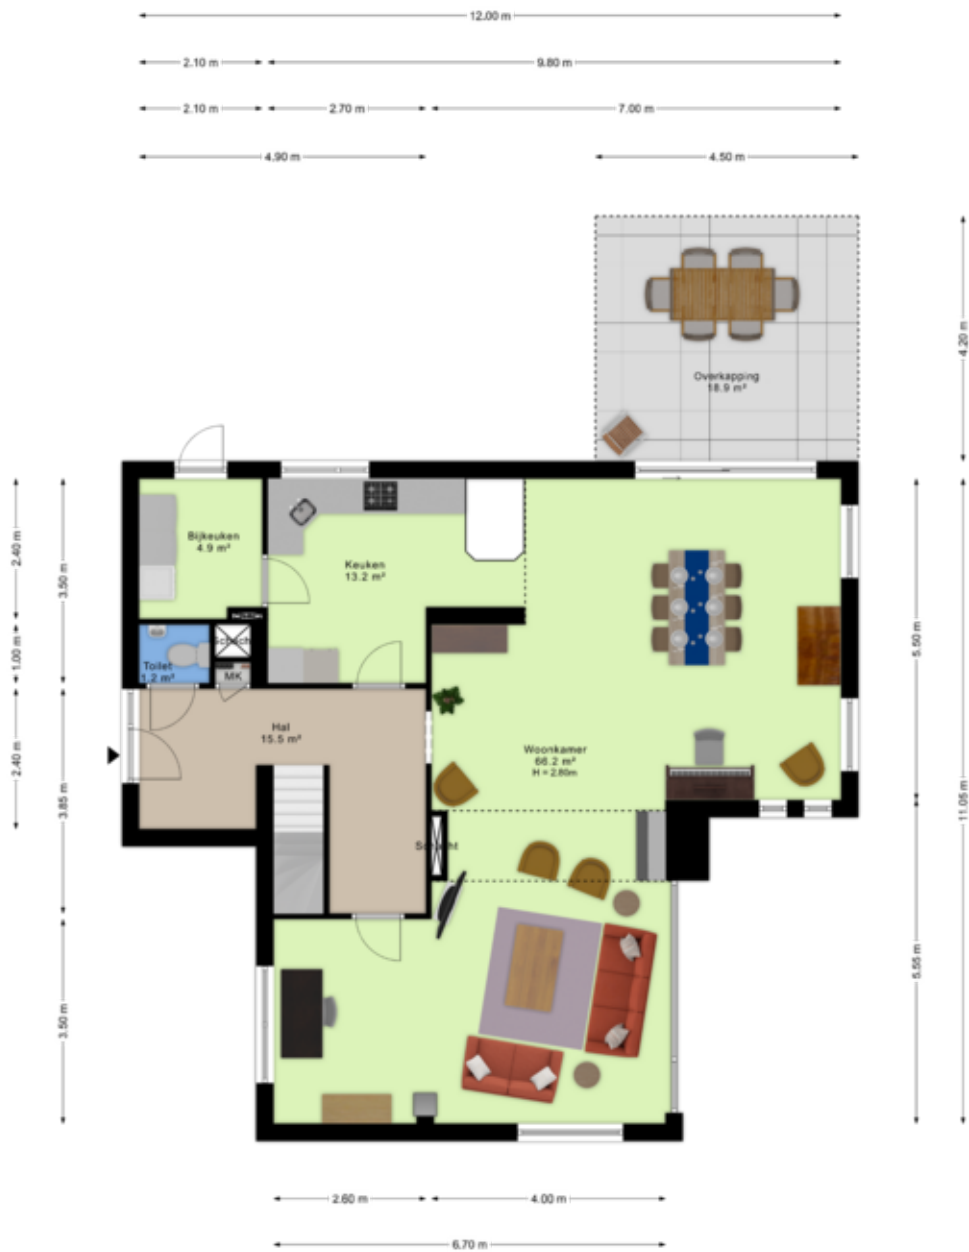 12.00 m
2.10 m
9.80 m
2.10 m
2.70 m
7.00 m
4.90 m
4.50 m
4.20 m
Overkapping
18.9 m²
2.40 m
3.50 m
Bijkeuken
4.9 m²
Keuken
13.2 m²
5.50 m
1.00 m
Schacht
Toilet
1.2 m²
MK
2.40 m
Hal
15.5 m²
Woonkamer
66.2 m²
H = 2.80m
3.85 m
11.05 m
Schacht
5.55 m
3.50 m
2.60 m
4.00 m
6.70 m